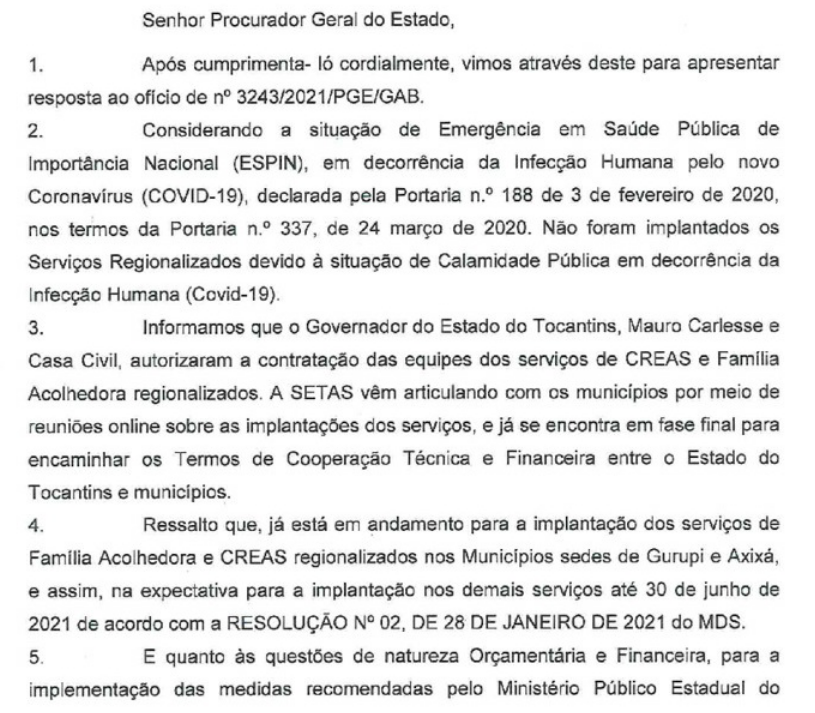 Senhor Procurador Geral do Estado,
1. Após cumprimenta- ló cordialmente, vimos através deste para apresentar
resposta ao ofício de nº 3243/2021/PGE/GAB.
2. Considerando a situação de Emergência em Saúde Pública de
Importância Nacional (ESPIN), em decorrência da Infecção Humana pelo novo
Coronavírus (COVID-19), declarada pela Portaria n.º 188 de 3 de fevereiro de 2020,
nos termos da Portaria n.º 337, de 24 março de 2020. Não foram implantados os
Serviços Regionalizados devido à situação de Calamidade Pública em decorrência da
Infecção Humana (Covid-19).
3. Informamos que o Governador do Estado do Tocantins, Mauro Carlesse e
Casa Civil, autorizaram a contratação das equipes dos serviços de CREAS e Família
Acolhedora regionalizados. A SETAS vêm articulando com os municípios por meio de
reuniões online sobre as implantações dos serviços, e já se encontra em fase final para
encaminhar os Termos de Cooperação Técnica e Financeira entre o Estado do
Tocantins e municípios.
4. Ressalto que, já está em andamento para a implantação dos serviços de
Família Acolhedora e CREAS regionalizados nos Municípios sedes de Gurupi e Axixá,
e assim, na expectativa para a implantação nos demais serviços até 30 de junho de
2021 de acordo com a RESOLUÇÃO Nº 02, DE 28 DE JANEIRO DE 2021 do MDS.
5. E quanto às questões de natureza Orçamentária e Financeira, para a
implementação das medidas recomendadas pelo Ministério Público Estadual do